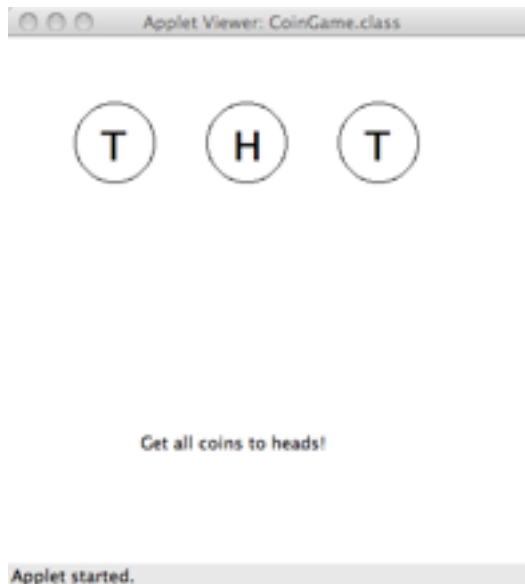 Applet Viewer: CoinGame.class
T H T
Get all coins to heads!
Applet started.